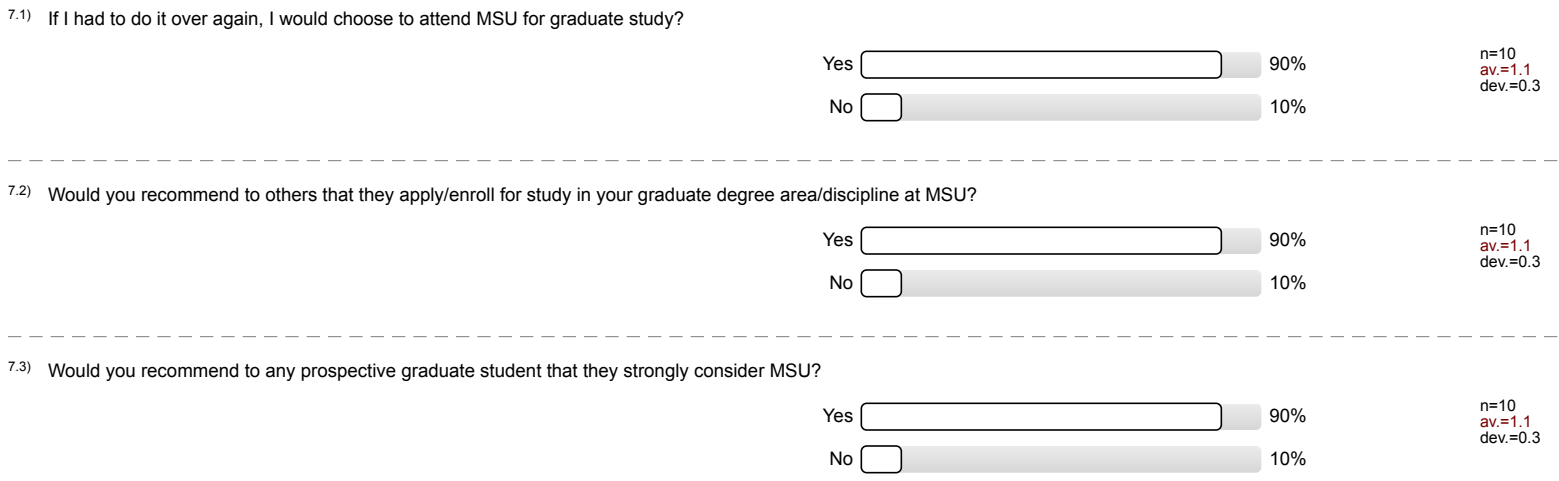 7.1) If I had to do it over again, I would choose to attend MSU for graduate study?
Yes 90%
No 10%
n=10
av.=1.1
dev.=0.3
7.2) Would you recommend to others that they apply/enroll for study in your graduate degree area/discipline at MSU?
Yes 90%
No 10%
n=10
av.=1.1
dev.=0.3
7.3) Would you recommend to any prospective graduate student that they strongly consider MSU?
Yes 90%
No 10%
n=10
av.=1.1
dev.=0.3